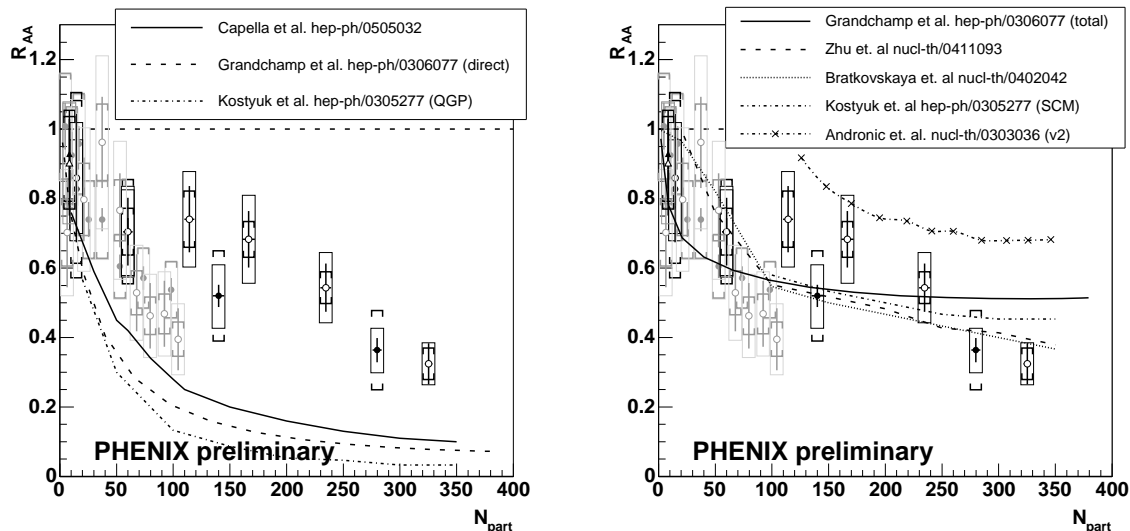 R_AA
1.2
1
0.8
0.6
0.4
0.2
0
0 50 100 150 200 250 300 350 400
N_part
Capella et al. hep-ph/0505032
Grandchamp et al. hep-ph/0306077 (direct)
Kostyuk et al. hep-ph/0305277 (QGP)
PHENIX preliminary
R_AA
1.2
1
0.8
0.6
0.4
0.2
0
0 50 100 150 200 250 300 350 400
N_part
Grandchamp et al. hep-ph/0306077 (total)
Zhu et. al nucl-th/0411093
Bratkovskaya et. al nucl-th/0402042
Kostyuk et. al hep-ph/0305277 (SCM)
Andronic et. al. nucl-th/0303036 (v2)
PHENIX preliminary